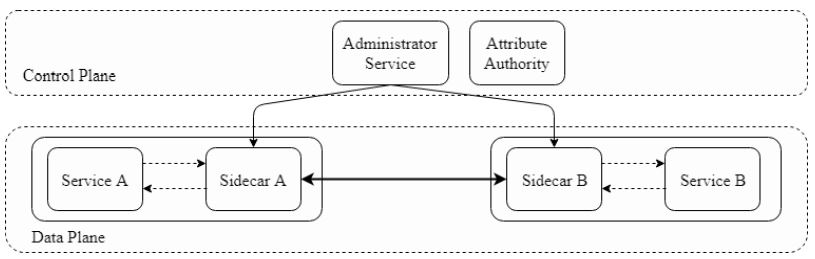 Administrator
Service
Attribute
Authority
Control Plane
Service A
Sidecar A
Sidecar B
Service B
Data Plane